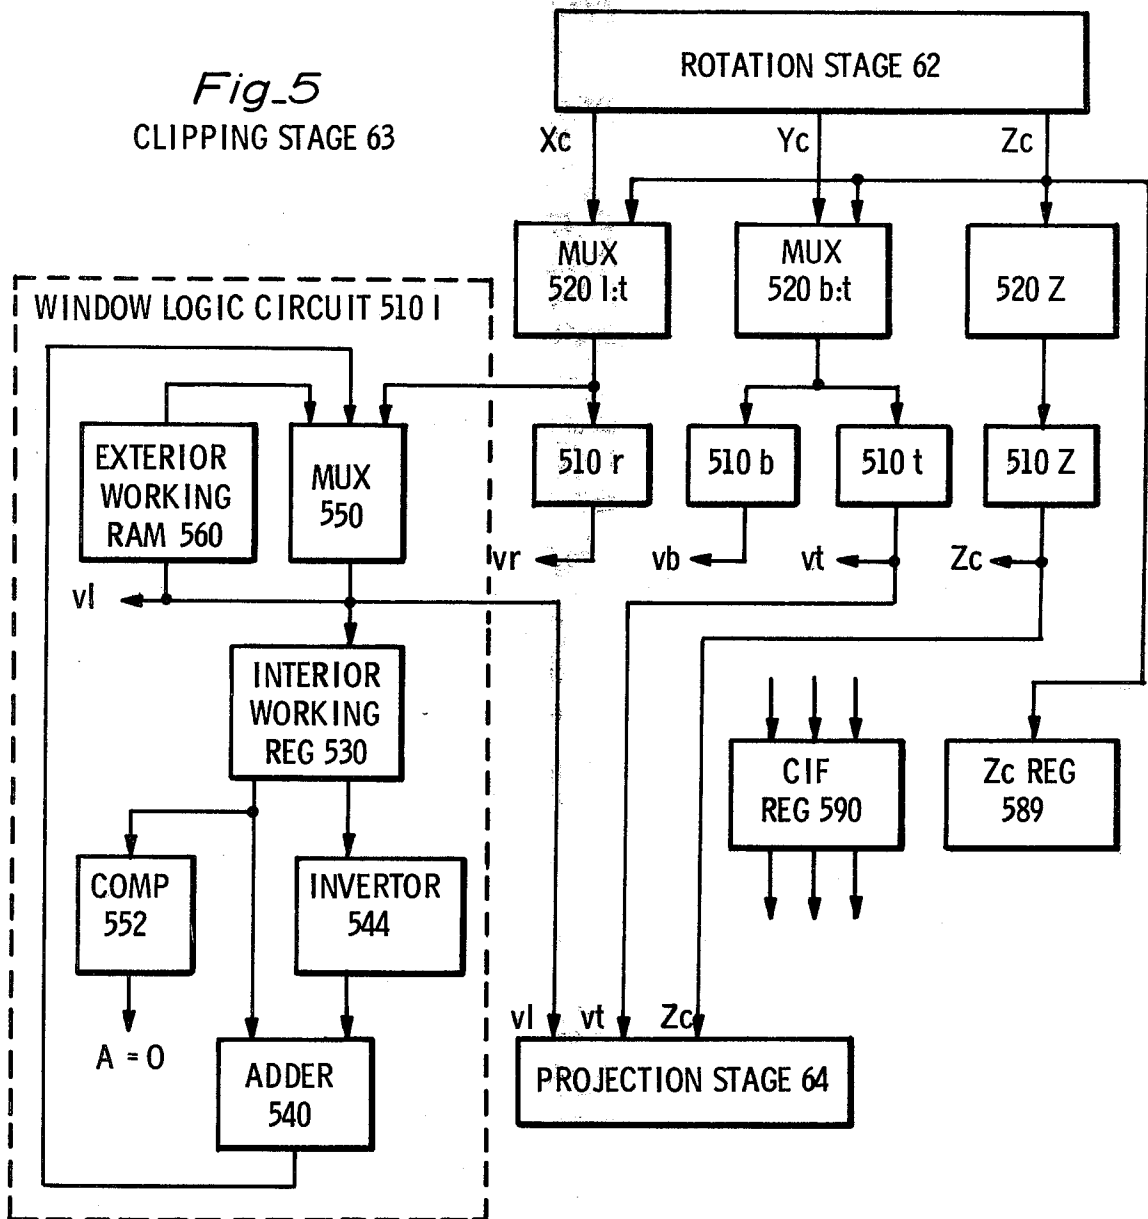 ROTATION STAGE 62
Fig_5
CLIPPING STAGE 63
Xc
Yc
Zc
MUX
520 l:t
MUX
520 b:t
520 Z
WINDOW LOGIC CIRCUIT 510 l
EXTERIOR
WORKING
RAM 560
MUX
550
510 r
510 b
510 t
510 Z
vr
vb
vt
Zc
vl
INTERIOR
WORKING
REG 530
CIF
REG 590
Zc REG
589
COMP
552
INVERTOR
544
A = 0
ADDER
540
vl
vt
Zc
PROJECTION STAGE 64